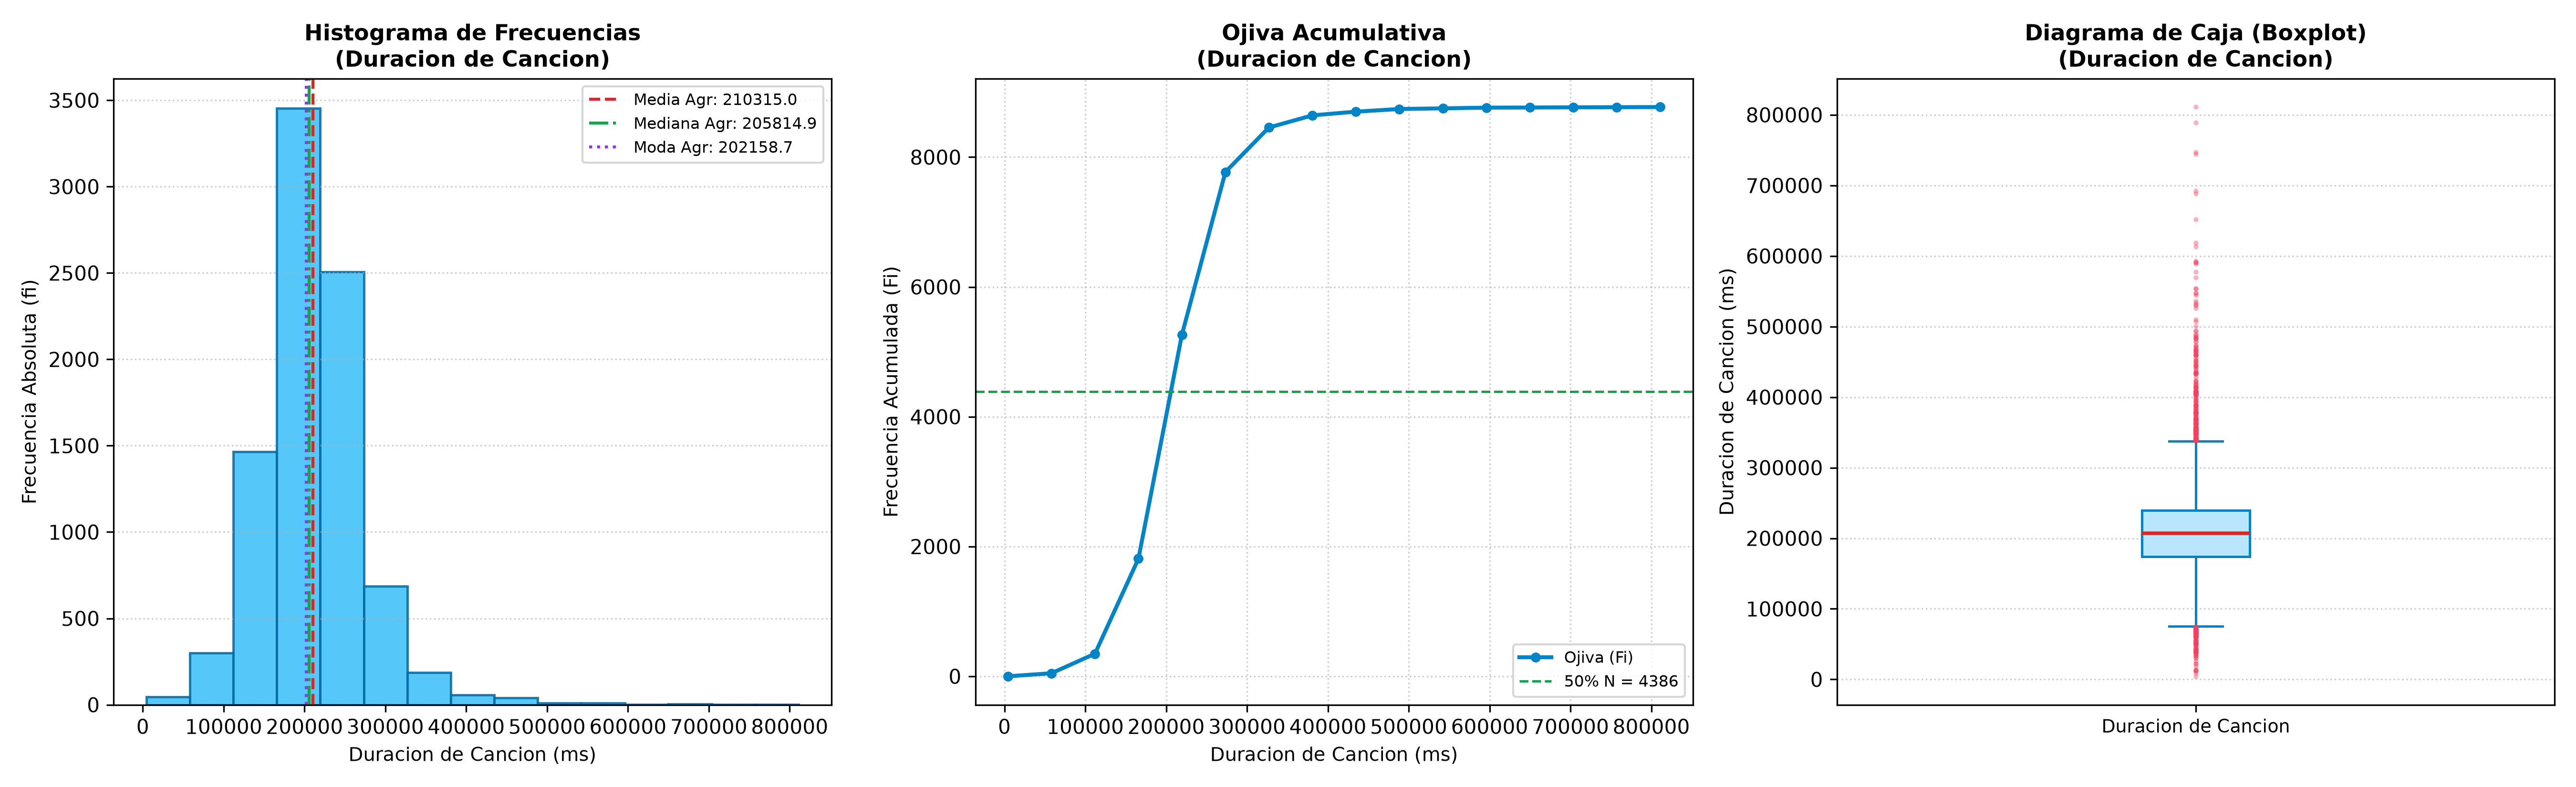 Histograma de Frecuencias
(Duracion de Cancion)
Frecuencia Absoluta (fi)
3500
3000
2500
2000
1500
1000
500
0
Media Agr: 210315.0
Mediana Agr: 205814.9
Moda Agr: 202158.7
0 100000 200000 300000 400000 500000 600000 700000 800000
Duracion de Cancion (ms)
Ojiva Acumulativa
(Duracion de Cancion)
Frecuencia Acumulada (Fi)
8000
6000
4000
2000
0
Ojiva (Fi)
50% N = 4386
0 100000 200000 300000 400000 500000 600000 700000 800000
Duracion de Cancion (ms)
Diagrama de Caja (Boxplot)
(Duracion de Cancion)
Duracion de Cancion (ms)
800000
700000
600000
500000
400000
300000
200000
100000
0
Duracion de Cancion